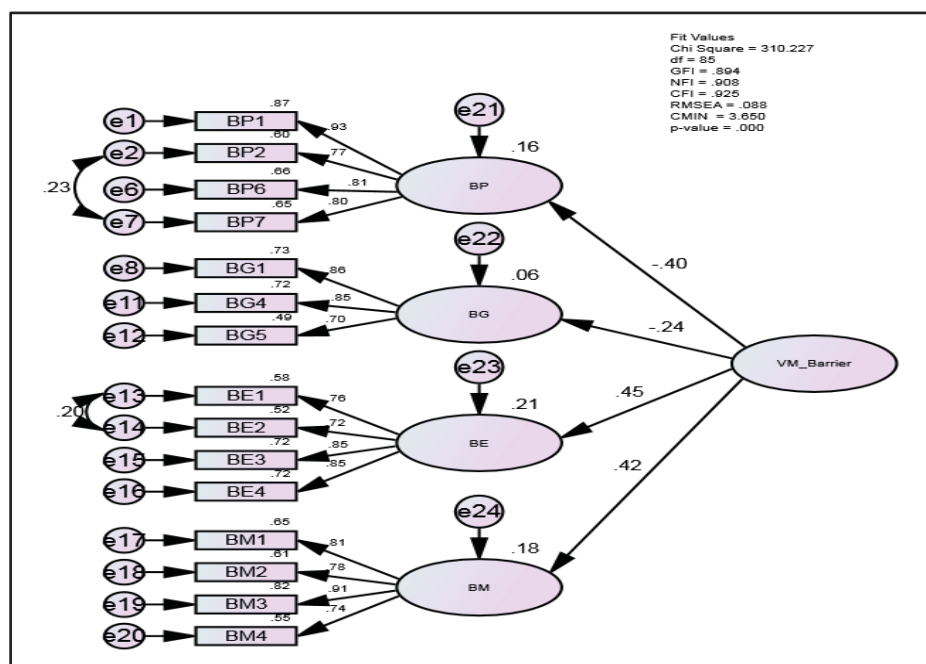 Fit Values
Chi Square = 310.227
df = 85
GFI = .894
NFI = .908
CFI = .925
RMSEA = .088
CMIN = 3.650
p-value = .000
e21
.16
BP
e1
.87
BP1
.93
e2
.60
BP2
.77
.23
e6
.66
BP6
.81
e7
.65
BP7
.80
e22
.06
BG
e8
.73
BG1
.86
e11
.72
BG4
.85
e12
.49
BG5
.70
-.40
-.24
VM_Barrier
.45
.42
e23
.21
BE
e13
.58
BE1
.76
.20
e14
.52
BE2
.72
e15
.72
BE3
.85
e16
.72
BE4
.85
e24
.18
BM
e17
.65
BM1
.81
e18
.61
BM2
.78
e19
.82
BM3
.91
e20
.55
BM4
.74